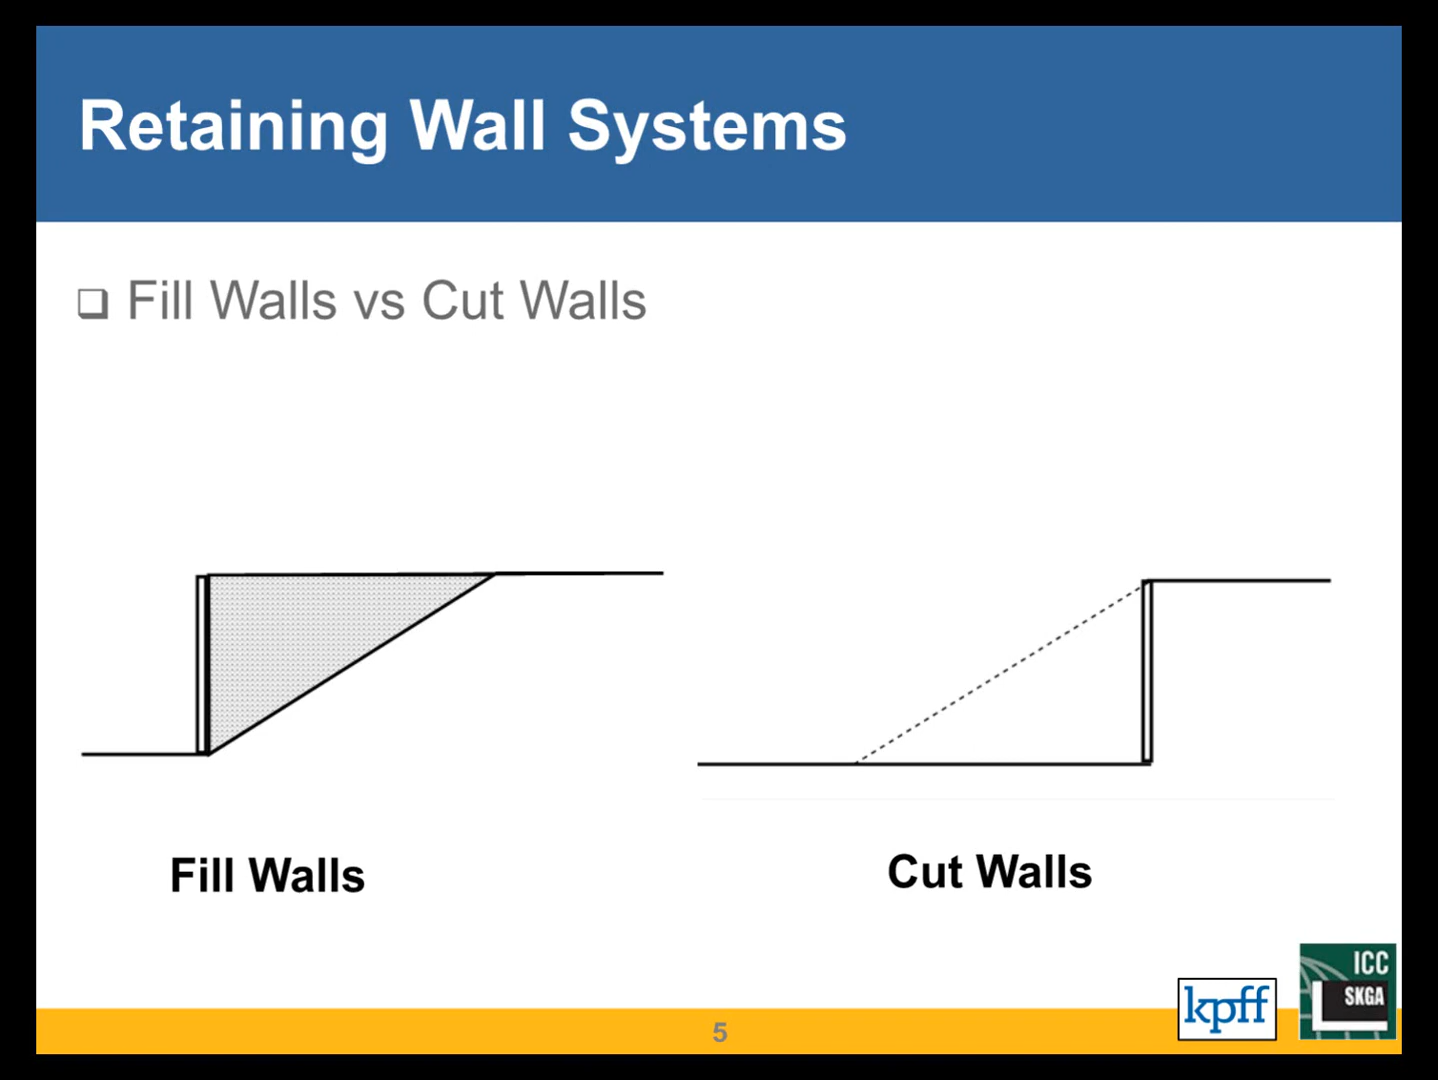 Retaining Wall Systems
Fill Walls vs Cut Walls
Fill Walls
Cut Walls
kpff
ICC
SKGA
5